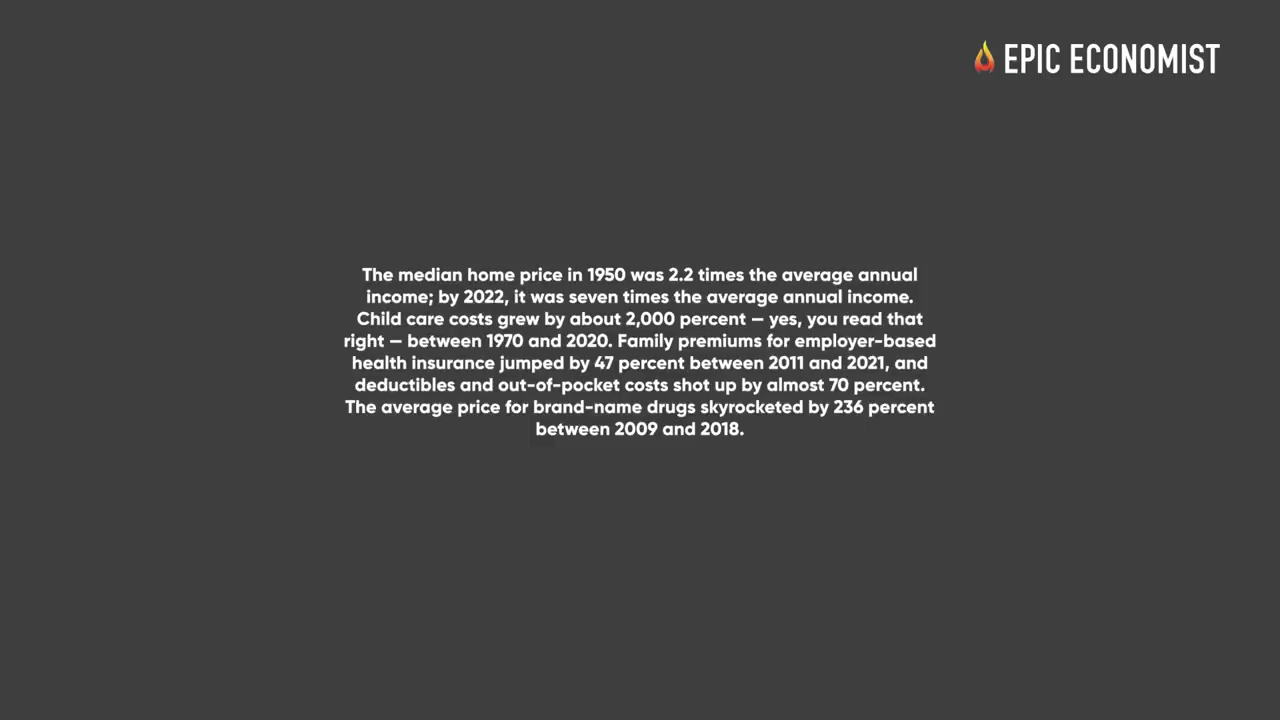 EPIC ECONOMIST
The median home price in 1950 was 2.2 times the average annual
income; by 2022, it was seven times the average annual income.
Child care costs grew by about 2,000 percent — yes, you read that
right — between 1970 and 2020. Family premiums for employer-based
health insurance jumped by 47 percent between 2011 and 2021, and
deductibles and out-of-pocket costs shot up by almost 70 percent.
The average price for brand-name drugs skyrocketed by 236 percent
between 2009 and 2018.